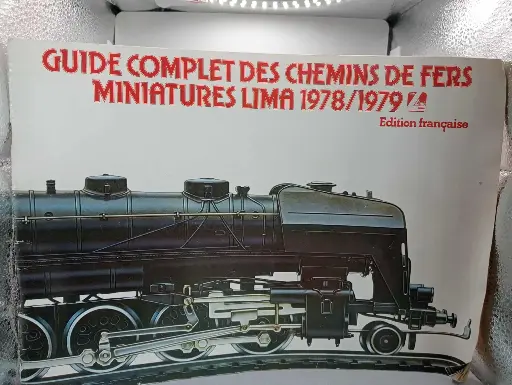 GUIDE COMPLET DES CHEMINS DE FERS
MINIATURES LIMA 1978/1979
Edition française